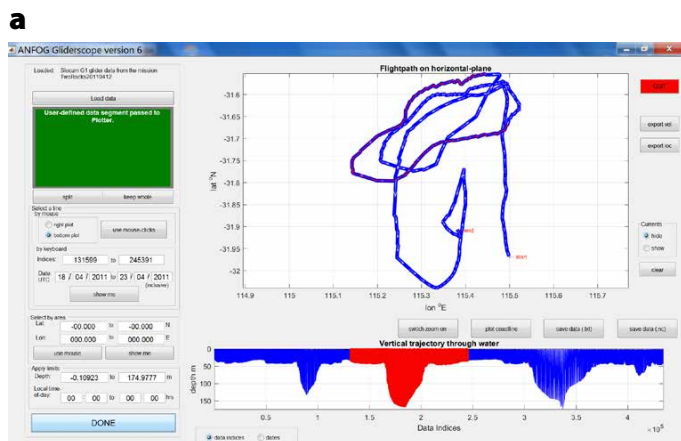 a
ANFOG Gliderscope version 6
Loaded: Slocum G1 glider data from the mission
TwoRocks20110412
Load data
User-defined data segment passed to
Plotter.
split
keep whole
Select a time
by mouse
right plot
bottom plot
use mouse clicks
by keyboard
Indices: 131599 to 245391
Date
UTC: 18 / 04 / 2011 to 23 / 04 / 2011
(inclusive)
show me
Select by area
Lat: -00.000 to -00.000 N
Lon: 000.000 to 000.000 E
use mouse
show me
Apply limits
Depth: -0.10923 to 174.9777 m
Local time
of day: 00 00 to 00 00 hrs
DONE
Flightpath on horizontal-plane
lat °N
-31.6
-31.65
-31.7
-31.75
-31.8
-31.85
-31.9
-31.95
-32
end
start
114.9 115 115.1 115.2 115.3 115.4 115.5 115.6 115.7
lon °E
export vel
export loc
Currents
hide
show
clear
switch zoom on
plot coastline
save data (.txt)
save data (.nc)
Vertical trajectory through water
depth m
0
50
100
150
0.5 1 1.5 2 2.5 3 3.5 4
×10⁵
Data Indices
data indices
dates